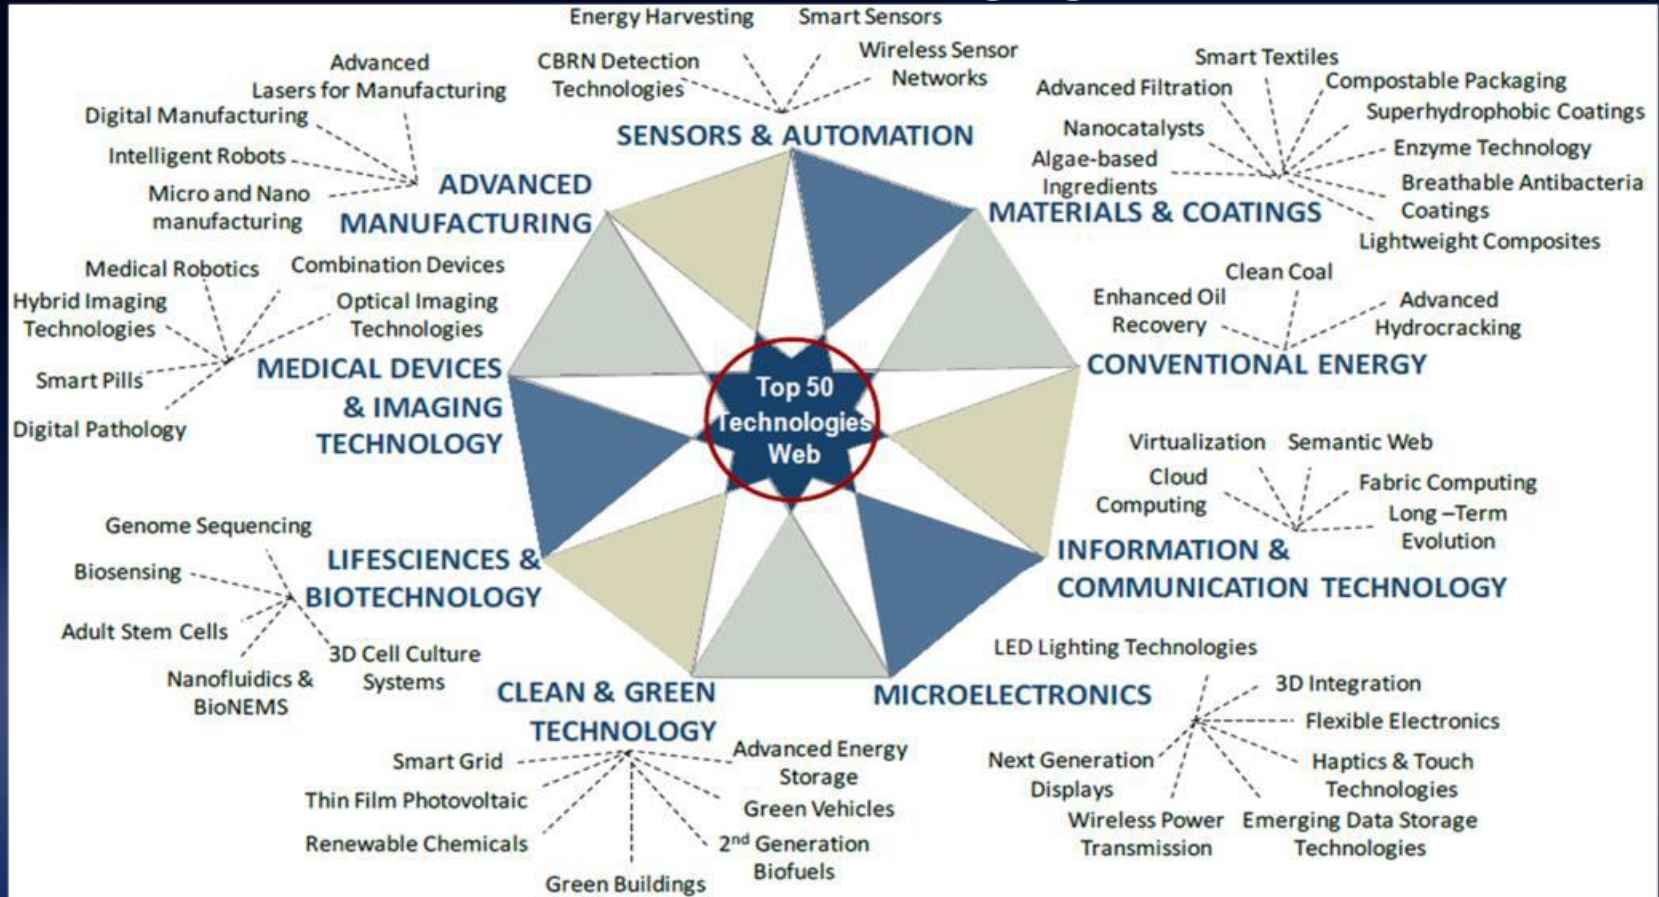 Energy Harvesting
Smart Sensors
CBRN Detection
Technologies
Wireless Sensor
Networks
SENSORS & AUTOMATION
Smart Textiles
Advanced Filtration
Compostable Packaging
Superhydrophobic Coatings
Nanocatalysts
Enzyme Technology
Algae-based
Ingredients
Breathable Antibacteria
Coatings
Lightweight Composites
MATERIALS & COATINGS
Clean Coal
Enhanced Oil
Recovery
Advanced
Hydrocracking
CONVENTIONAL ENERGY
Virtualization
Semantic Web
Cloud
Computing
Fabric Computing
Long –Term
Evolution
INFORMATION &
COMMUNICATION TECHNOLOGY
LED Lighting Technologies
3D Integration
Flexible Electronics
Next Generation
Displays
Haptics & Touch
Technologies
Wireless Power
Transmission
Emerging Data Storage
Technologies
MICROELECTRONICS
CLEAN & GREEN
TECHNOLOGY
Smart Grid
Advanced Energy
Storage
Thin Film Photovoltaic
Green Vehicles
Renewable Chemicals
2nd Generation
Biofuels
Green Buildings
Genome Sequencing
Biosensing
Adult Stem Cells
Nanofluidics &
BioNEMS
3D Cell Culture
Systems
LIFESCIENCES &
BIOTECHNOLOGY
Medical Robotics
Combination Devices
Hybrid Imaging
Technologies
Optical Imaging
Technologies
Smart Pills
Digital Pathology
MEDICAL DEVICES
& IMAGING
TECHNOLOGY
Advanced
Lasers for Manufacturing
Digital Manufacturing
Intelligent Robots
Micro and Nano
manufacturing
ADVANCED
MANUFACTURING
Top 50
Technologies
Web